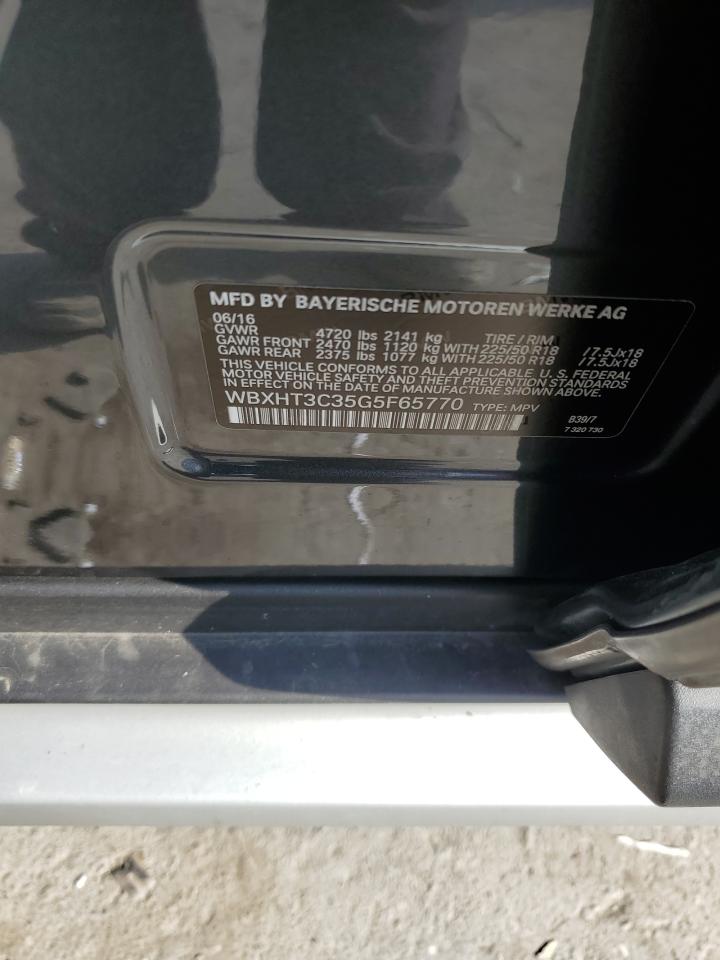 MFD BY BAYERISCHE MOTOREN WERKE AG
06/16
GVWR 4720 lbs 2141 kg TIRE / RIM
GAWR FRONT 2470 lbs 1120 kg WITH 225/50 R18 /7.5Jx18
GAWR REAR 2375 lbs 1077 kg WITH 225/50 R18 /7.5Jx18
THIS VEHICLE CONFORMS TO ALL APPLICABLE, U.S. FEDERAL
MOTOR VEHICLE SAFETY AND THEFT PREVENTION STANDARDS
IN EFFECT ON THE DATE OF MANUFACTURE SHOWN ABOVE.
WBXHT3C35G5F65770 TYPE: MPV
B39/7
7 320 730